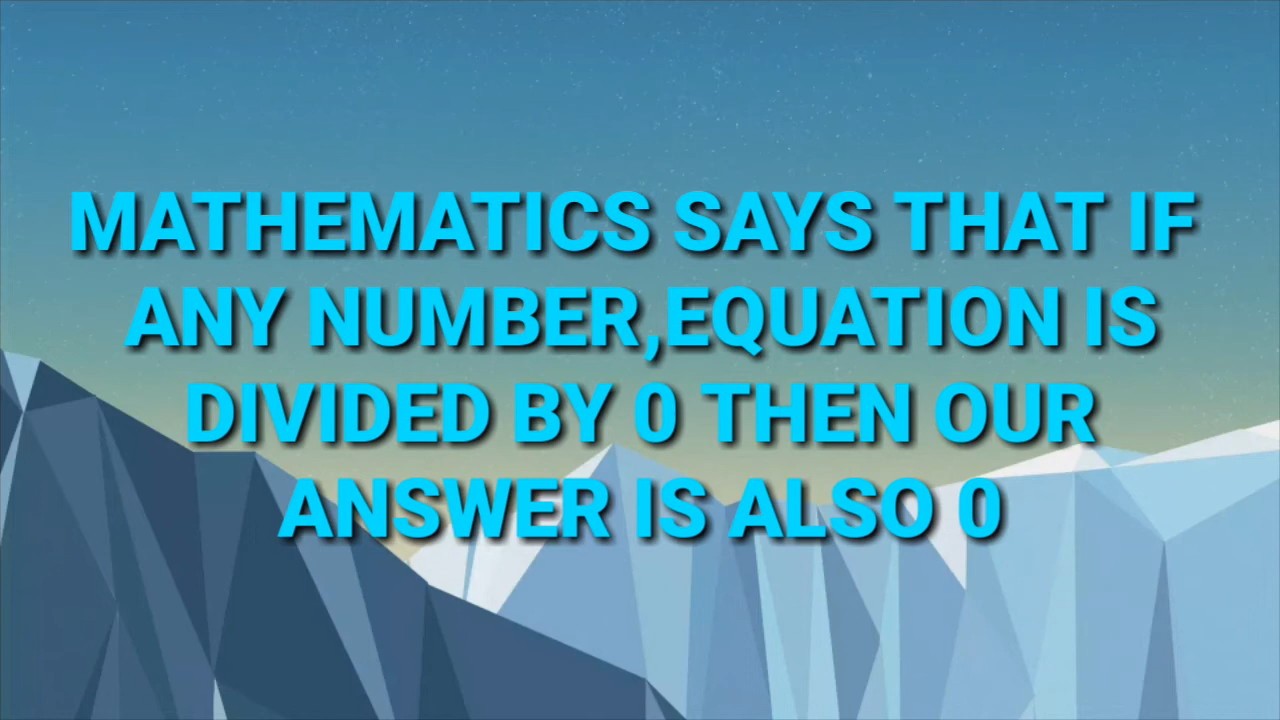 MATHEMATICS SAYS THAT IF
ANY NUMBER,EQUATION IS
DIVIDED BY 0 THEN OUR
ANSWER IS ALSO 0